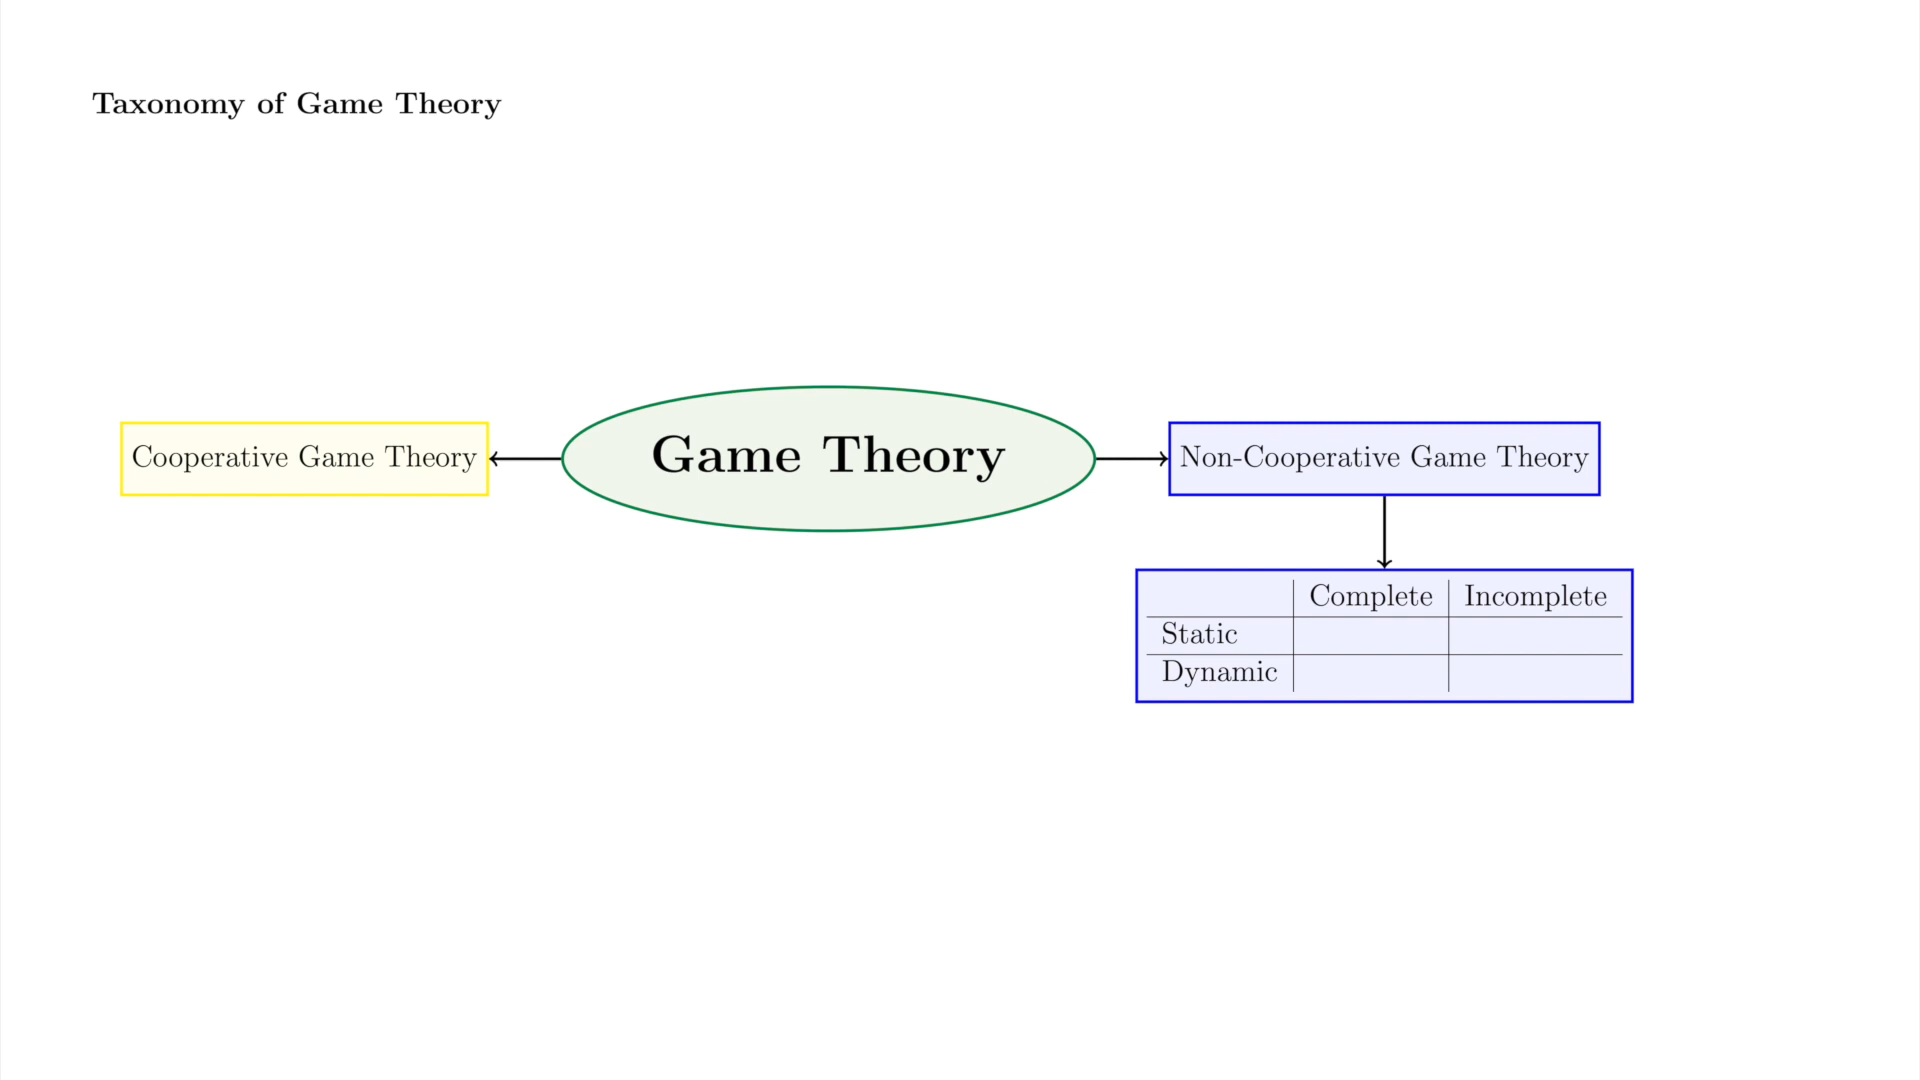 Taxonomy of Game Theory
Cooperative Game Theory
Game Theory
Non-Cooperative Game Theory
Complete Incomplete
Static
Dynamic